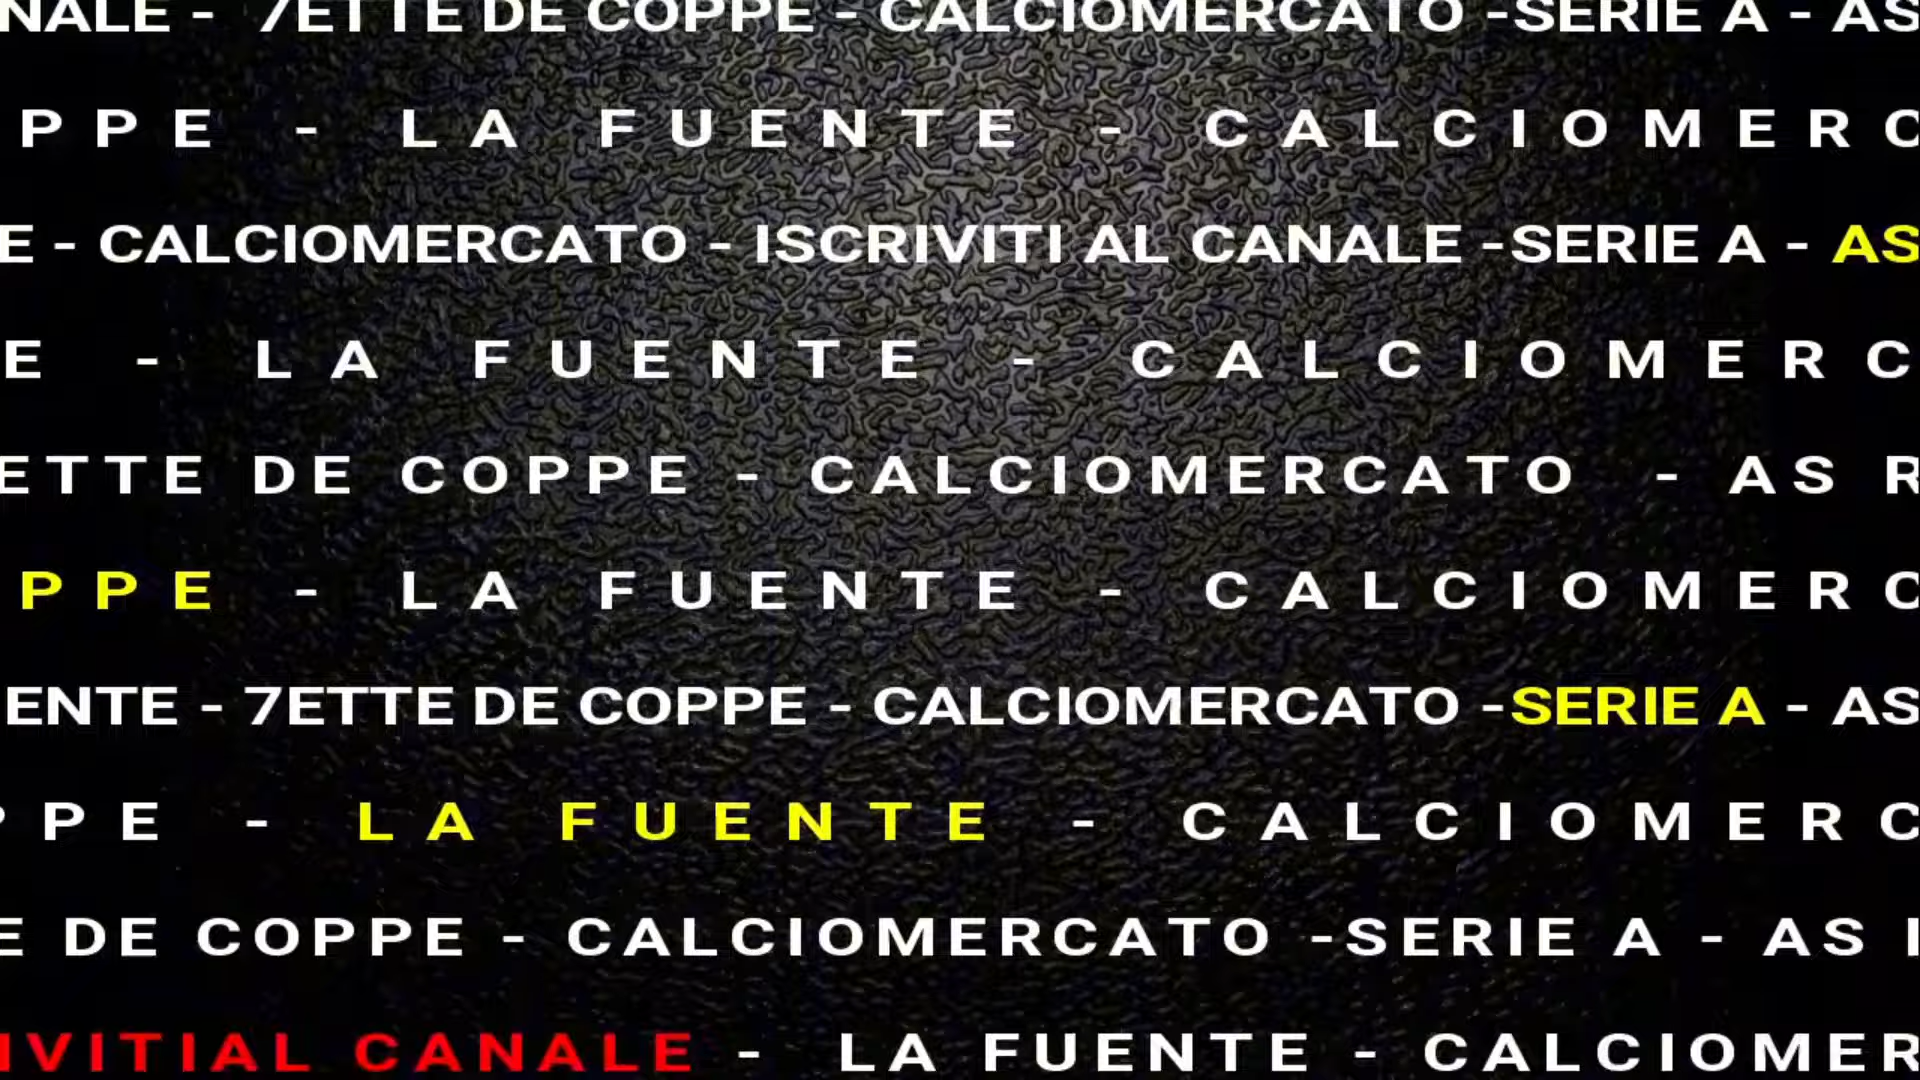 NALE - 7ETTE DE COPPE - CALCIOMERCATO -SERIE A - AS
PPE - LA FUENTE - CALCIOMERC
E - CALCIOMERCATO - ISCRIVITI AL CANALE -SERIE A - AS
E - LA FUENTE - CALCIOMERC
ETTE DE COPPE - CALCIOMERCATO - AS R
PPE - LA FUENTE - CALCIOMERC
ENTE - 7ETTE DE COPPE - CALCIOMERCATO -SERIE A - AS
PPE - LA FUENTE - CALCIOMERC
E DE COPPE - CALCIOMERCATO -SERIE A - AS
IVITIAL CANALE - LA FUENTE - CALCIOMER